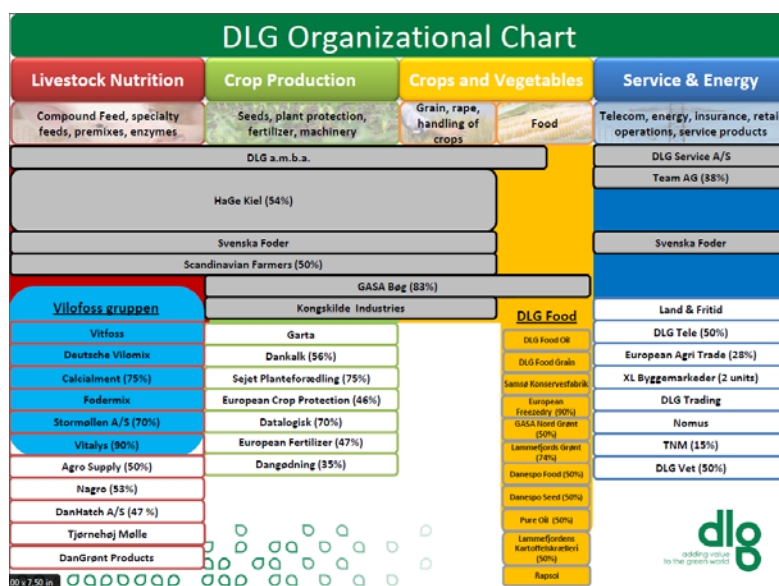 DLG Organizational Chart
Livestock Nutrition
Crop Production
Crops and Vegetables
Service & Energy
Compound Feed, specialty
feeds, premixes, enzymes
Seeds, plant protection,
fertilizer, machinery
Grain, rape,
handling of
crops
Food
Telecom, energy, insurance, retail
operations, service products
DLG a.m.b.a.
DLG Service A/S
Team AG (38%)
HaGe Kiel (54%)
Svenska Foder
Svenska Foder
Scandinavian Farmers (50%)
GASA Bøg (83%)
Kongskilde Industries
Vilofoss gruppen
Vitfoss
Deutsche Vilomix
Calcialment (75%)
Fodermix
Stormøllen A/S (70%)
Vitalys (90%)
Agro Supply (50%)
Nagro (53%)
DanHatch A/S (47 %)
Tjørnehøj Mølle
DanGrønt Products
Garta
Dankalk (56%)
Sejet Planteforædling (75%)
European Crop Protection (46%)
Datalogisk (70%)
European Fertilizer (47%)
Dangødning (35%)
DLG Food
DLG Food Oil
DLG Food Grain
Samsø Konservesfabrik
European
Freezedry (90%)
GASA Nord Grønt
(50%)
Lammefjords Grønt
(74%)
Danespo Food (50%)
Danespo Seed (50%)
Pure Oil (50%)
Lammefjordens
Kartoffelskrælleri
(50%)
Rapsol
Land & Fritid
DLG Tele (50%)
European Agri Trade (28%)
XL Byggemarkeder (2 units)
DLG Trading
Nomus
TNM (15%)
DLG Vet (50%)
dlg
adding value
to the green world
00 x 7.50 in